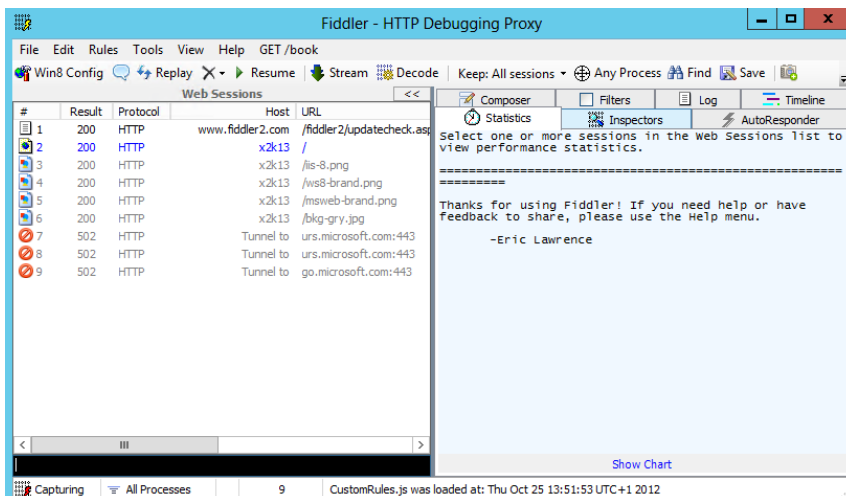 Fiddler - HTTP Debugging Proxy
File Edit Rules Tools View Help GET /book
Win8 Config Replay Resume Stream Decode Keep: All sessions Any Process Find Save
Web Sessions <<
# Result Protocol Host URL
1 200 HTTP www.fiddler2.com /fiddler2/updatecheck.asp
2 200 HTTP x2k13 /
3 200 HTTP x2k13 /iis-8.png
4 200 HTTP x2k13 /ws8-brand.png
5 200 HTTP x2k13 /msweb-brand.png
6 200 HTTP x2k13 /bkg-gry.jpg
7 502 HTTP Tunnel to urs.microsoft.com:443
8 502 HTTP Tunnel to urs.microsoft.com:443
9 502 HTTP Tunnel to go.microsoft.com:443
Composer Filters Log Timeline
Statistics Inspectors AutoResponder
Select one or more sessions in the Web Sessions list to
view performance statistics.
=======================================================
=========
Thanks for using Fiddler! If you need help or have
feedback to share, please use the Help menu.
-Eric Lawrence
Show Chart
Capturing All Processes 9 CustomRules.js was loaded at: Thu Oct 25 13:51:53 UTC+1 2012